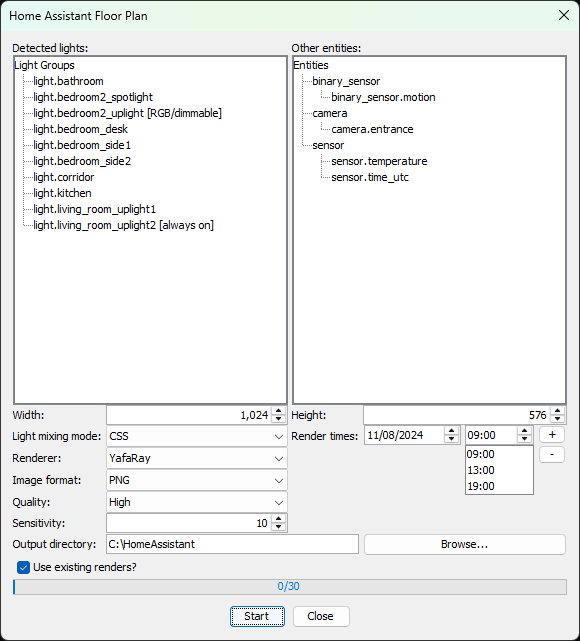 Home Assistant Floor Plan
Detected lights:
Light Groups
light.bathroom
light.bedroom2_spotlight
light.bedroom2_uplight [RGB/dimmable]
light.bedroom_desk
light.bedroom_side1
light.bedroom_side2
light.corridor
light.kitchen
light.living_room_uplight1
light.living_room_uplight2 [always on]
Other entities:
Entities
binary_sensor
binary_sensor.motion
camera
camera.entrance
sensor
sensor.temperature
sensor.time_utc
Width: 1,024
Height: 576
Light mixing mode: CSS
Render times: 11/08/2024 09:00 +
09:00
13:00
19:00
-
Renderer: YafaRay
Image format: PNG
Quality: High
Sensitivity: 10
Output directory: C:\HomeAssistant Browse...
Use existing renders?
0/30
Start Close